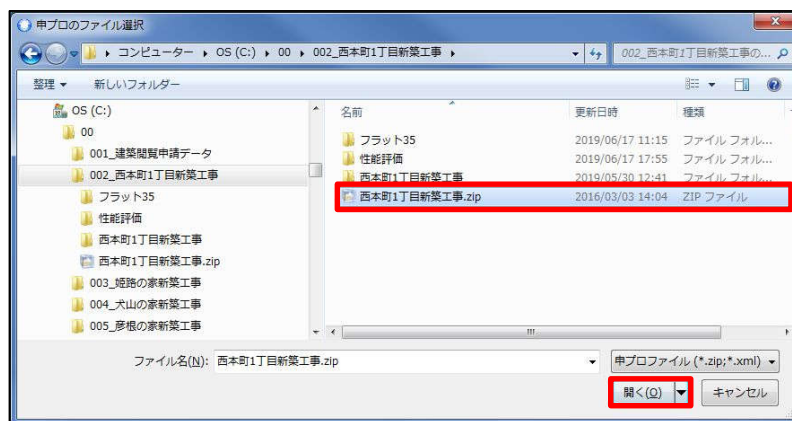 申プロのファイル選択
コンピューター ▸ OS (C:) ▸ 00 ▸ 002_西本町1丁目新築工事 ▸
002_西本町1丁目新築工事の...
整理 ▼ 新しいフォルダー
OS (C:)
00
001_建築閲覧申請データ
002_西本町1丁目新築工事
フラット35
性能評価
西本町1丁目新築工事
西本町1丁目新築工事.zip
003_姫路の家新築工事
004_犬山の家新築工事
005_彦根の家新築工事
名前 更新日時 種類
フラット35 2019/06/17 11:15 ファイル フォル...
性能評価 2019/06/17 17:55 ファイル フォル...
西本町1丁目新築工事 2019/05/30 12:41 ファイル フォル...
西本町1丁目新築工事.zip 2016/03/03 14:04 ZIP ファイル
ファイル名(N): 西本町1丁目新築工事.zip
申プロファイル (*.zip;*.xml)
開く(O) キャンセル